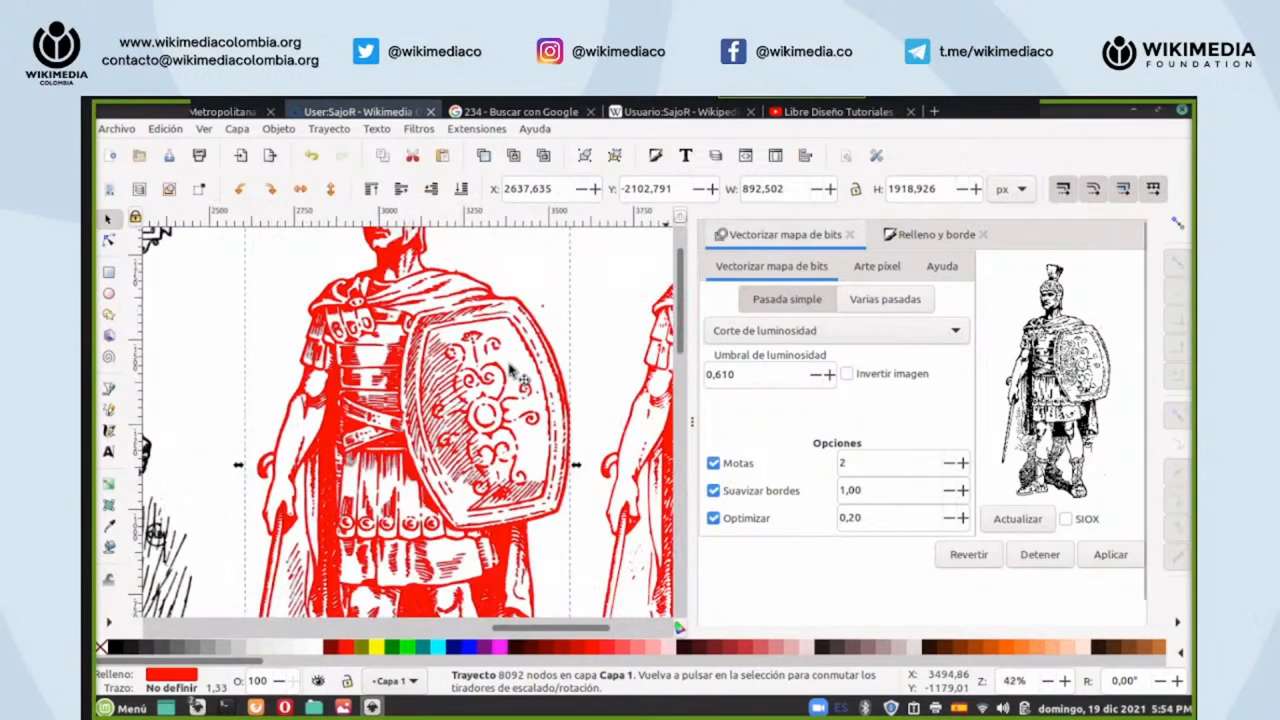 www.wikimediacolombia.org
contacto@wikimediacolombia.org
@wikimediaco
@wikimediaco
@wikimedia.co
t.me/wikimediaco
WIKIMEDIA
COLOMBIA
WIKIMEDIA
FOUNDATION
Metropolitana
User:SajoR - Wikimedia C
234 - Buscar con Google
Usuario:SajoR - Wikiped
Libre Diseño Tutoriales
Archivo Edición Ver Capa Objeto Trayecto Texto Filtros Extensiones Ayuda
X: 2637,635 Y: -2102,791 W: 892,502 H: 1918,926 px
2500 2750 3000 3250 3500 3750
Vectorizar mapa de bits Relleno y borde
Vectorizar mapa de bits Arte pixel Ayuda
Pasada simple Varias pasadas
Corte de luminosidad
Umbral de luminosidad
0,610 Invertir imagen
Opciones
Motas 2
Suavizar bordes 1,00
Optimizar 0,20
Actualizar SIOX
Revertir Detener Aplicar
Relleno:
Trazo: No definir 1,33
O: 100
Capa 1
Trayecto 8092 nodos en capa Capa 1. Vuelva a pulsar en la selección para conmutar los
tiradores de escalado/rotación.
X: 3494,86
Y: -1179,01
Z: 42% R: 0,00°
Menú ES domingo, 19 dic 2021 5:54 PM